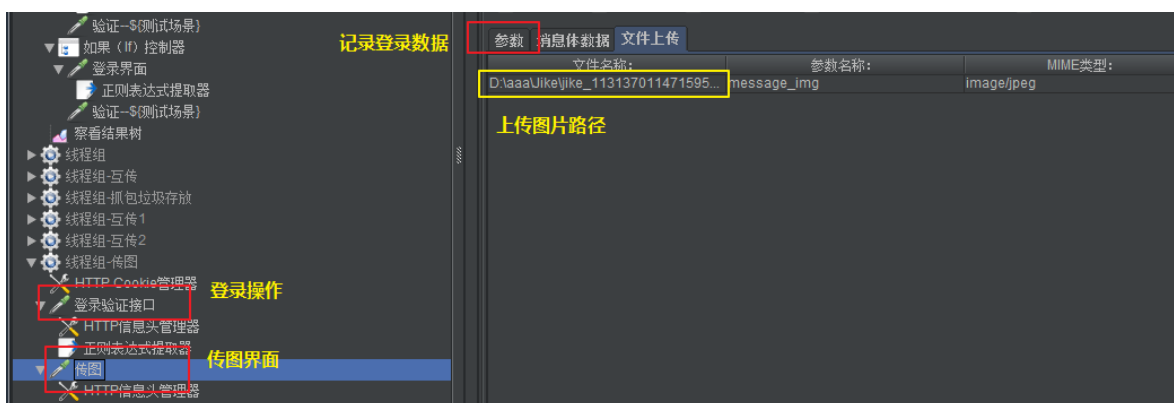 验证--${测试场景}
如果（If）控制器
登录界面
正则表达式提取器
验证--${测试场景}
察看结果树
线程组
线程组-互传
线程组-抓包垃圾存放
线程组-互传1
线程组-互传2
线程组-传图
HTTP Cookie管理器
登录操作
登录验证接口
HTTP信息头管理器
正则表达式提取器
传图界面
传图
HTTP信息头管理器
记录登录数据
参数 消息体数据 文件上传
文件名称： 参数名称： MIME类型：
D:\aaa\Jike\jike_113137011471595... message_img image/jpeg
上传图片路径